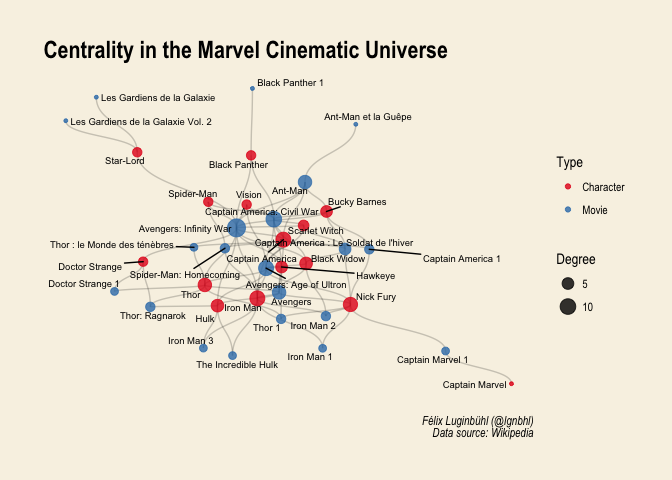 Centrality in the Marvel Cinematic Universe
Black Panther 1
Les Gardiens de la Galaxie
Les Gardiens de la Galaxie Vol. 2
Ant-Man et la Guêpe
Star-Lord
Black Panther
Type
Character
Movie
Spider-Man
Vision
Ant-Man
Bucky Barnes
Captain America: Civil War
Avengers: Infinity War
Scarlet Witch
Thor : le Monde des ténèbres
Captain America : Le Soldat de l'hiver
Captain America
Black Widow
Captain America 1
Doctor Strange
Spider-Man: Homecoming
Hawkeye
Degree
5
10
Doctor Strange 1
Avengers: Age of Ultron
Thor
Nick Fury
Avengers
Iron Man
Thor: Ragnarok
Hulk
Thor 1
Iron Man 2
Iron Man 3
Iron Man 1
The Incredible Hulk
Captain Marvel 1
Captain Marvel
Félix Luginbühl (@lgnbhl)
Data source: Wikipedia